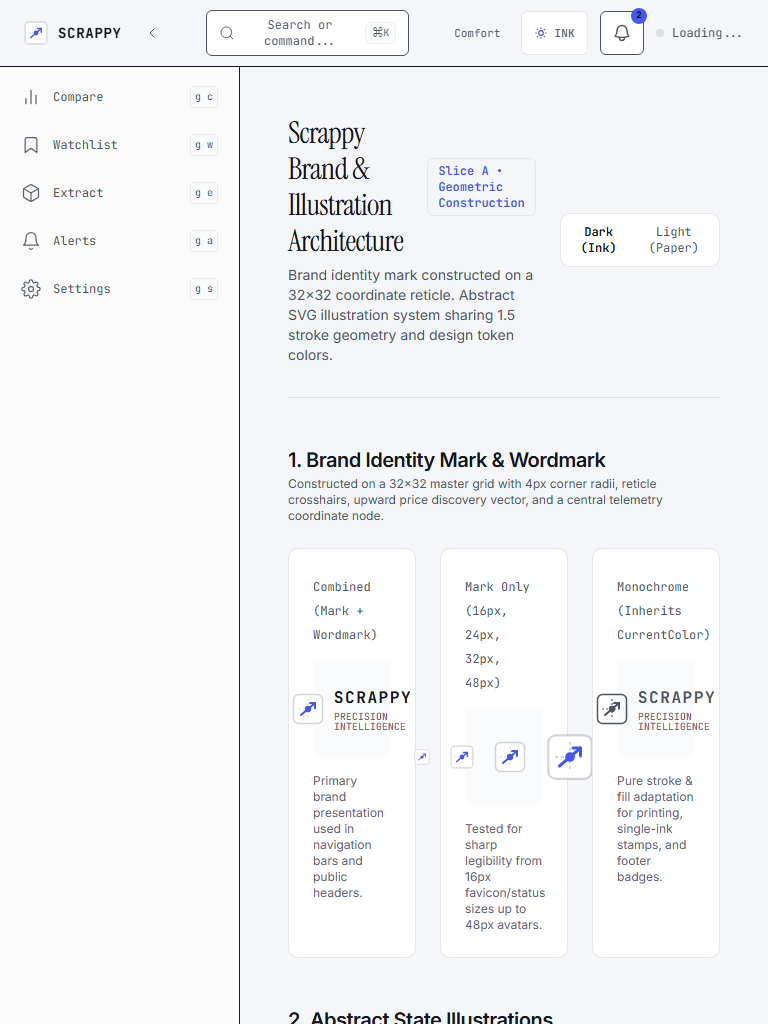 SCRAPPY
Search or
command...
⌘K
Comfort
INK
2
Loading...
Compare
g c
Watchlist
g w
Extract
g e
Alerts
g a
Settings
g s
Scrappy
Brand &
Illustration
Architecture
Slice A •
Geometric
Construction
Brand identity mark constructed on a
32×32 coordinate reticle. Abstract
SVG illustration system sharing 1.5
stroke geometry and design token
colors.
Dark
(Ink)
Light
(Paper)
1. Brand Identity Mark & Wordmark
Constructed on a 32×32 master grid with 4px corner radii, reticle
crosshairs, upward price discovery vector, and a central telemetry
coordinate node.
Combined
(Mark +
Wordmark)
SCRAPPY
PRECISION
INTELLIGENCE
Primary
brand
presentation
used in
navigation
bars and
public
headers.
Mark Only
(16px,
24px,
32px,
48px)
Tested for
sharp
legibility from
16px
favicon/status
sizes up to
48px avatars.
Monochrome
(Inherits
CurrentColor)
SCRAPPY
PRECISION
INTELLIGENCE
Pure stroke &
fill adaptation
for printing,
single-ink
stamps, and
footer
badges.
2. Abstract State Illustrations